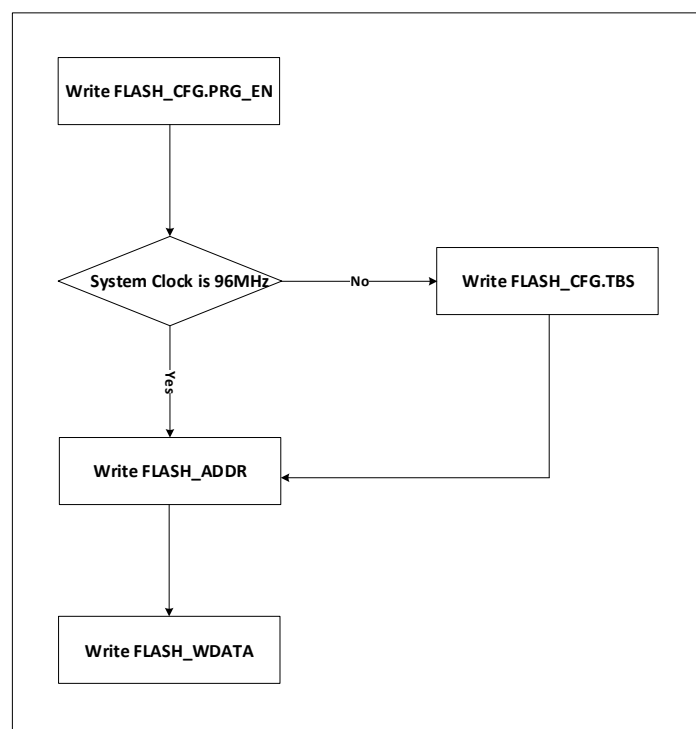 Write FLASH_CFG.PRG_EN
System Clock is 96MHz
No
Write FLASH_CFG.TBS
Yes
Write FLASH_ADDR
Write FLASH_WDATA